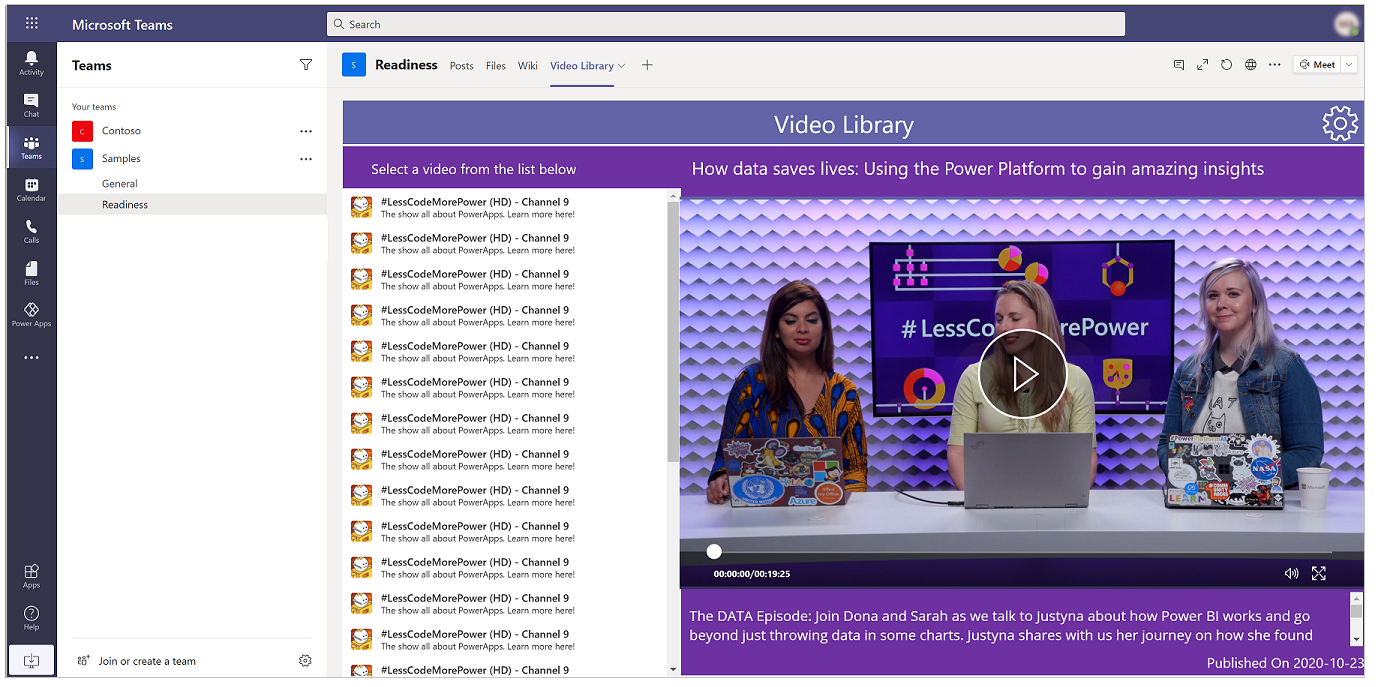 Microsoft Teams
Search
Activity
Chat
Teams
Calendar
Calls
Files
Power Apps
Apps
Help
Teams
Your teams
C Contoso
S Samples
General
Readiness
Join or create a team
S Readiness Posts Files Wiki Video Library
Meet
Video Library
Select a video from the list below
#LessCodeMorePower (HD) - Channel 9
The show all about PowerApps. Learn more here!
#LessCodeMorePower (HD) - Channel 9
The show all about PowerApps. Learn more here!
#LessCodeMorePower (HD) - Channel 9
The show all about PowerApps. Learn more here!
#LessCodeMorePower (HD) - Channel 9
The show all about PowerApps. Learn more here!
#LessCodeMorePower (HD) - Channel 9
The show all about PowerApps. Learn more here!
#LessCodeMorePower (HD) - Channel 9
The show all about PowerApps. Learn more here!
#LessCodeMorePower (HD) - Channel 9
The show all about PowerApps. Learn more here!
#LessCodeMorePower (HD) - Channel 9
The show all about PowerApps. Learn more here!
#LessCodeMorePower (HD) - Channel 9
The show all about PowerApps. Learn more here!
#LessCodeMorePower (HD) - Channel 9
The show all about PowerApps. Learn more here!
#LessCodeMorePower (HD) - Channel 9
The show all about PowerApps. Learn more here!
#LessCodeMorePower (HD) - Channel 9
The show all about PowerApps. Learn more here!
#LessCodeMorePower (HD) - Channel 9
The show all about PowerApps. Learn more here!
#LessCodeMorePower (HD) - Channel 9
How data saves lives: Using the Power Platform to gain amazing insights
#LessCo orePower
UNITED NATIONS
Azure
NASA
LEARN
Microsoft
00:00:00/00:19:25
The DATA Episode: Join Dona and Sarah as we talk to Justyna about how Power BI works and go
beyond just throwing data in some charts. Justyna shares with us her journey on how she found
Published On 2020-10-23